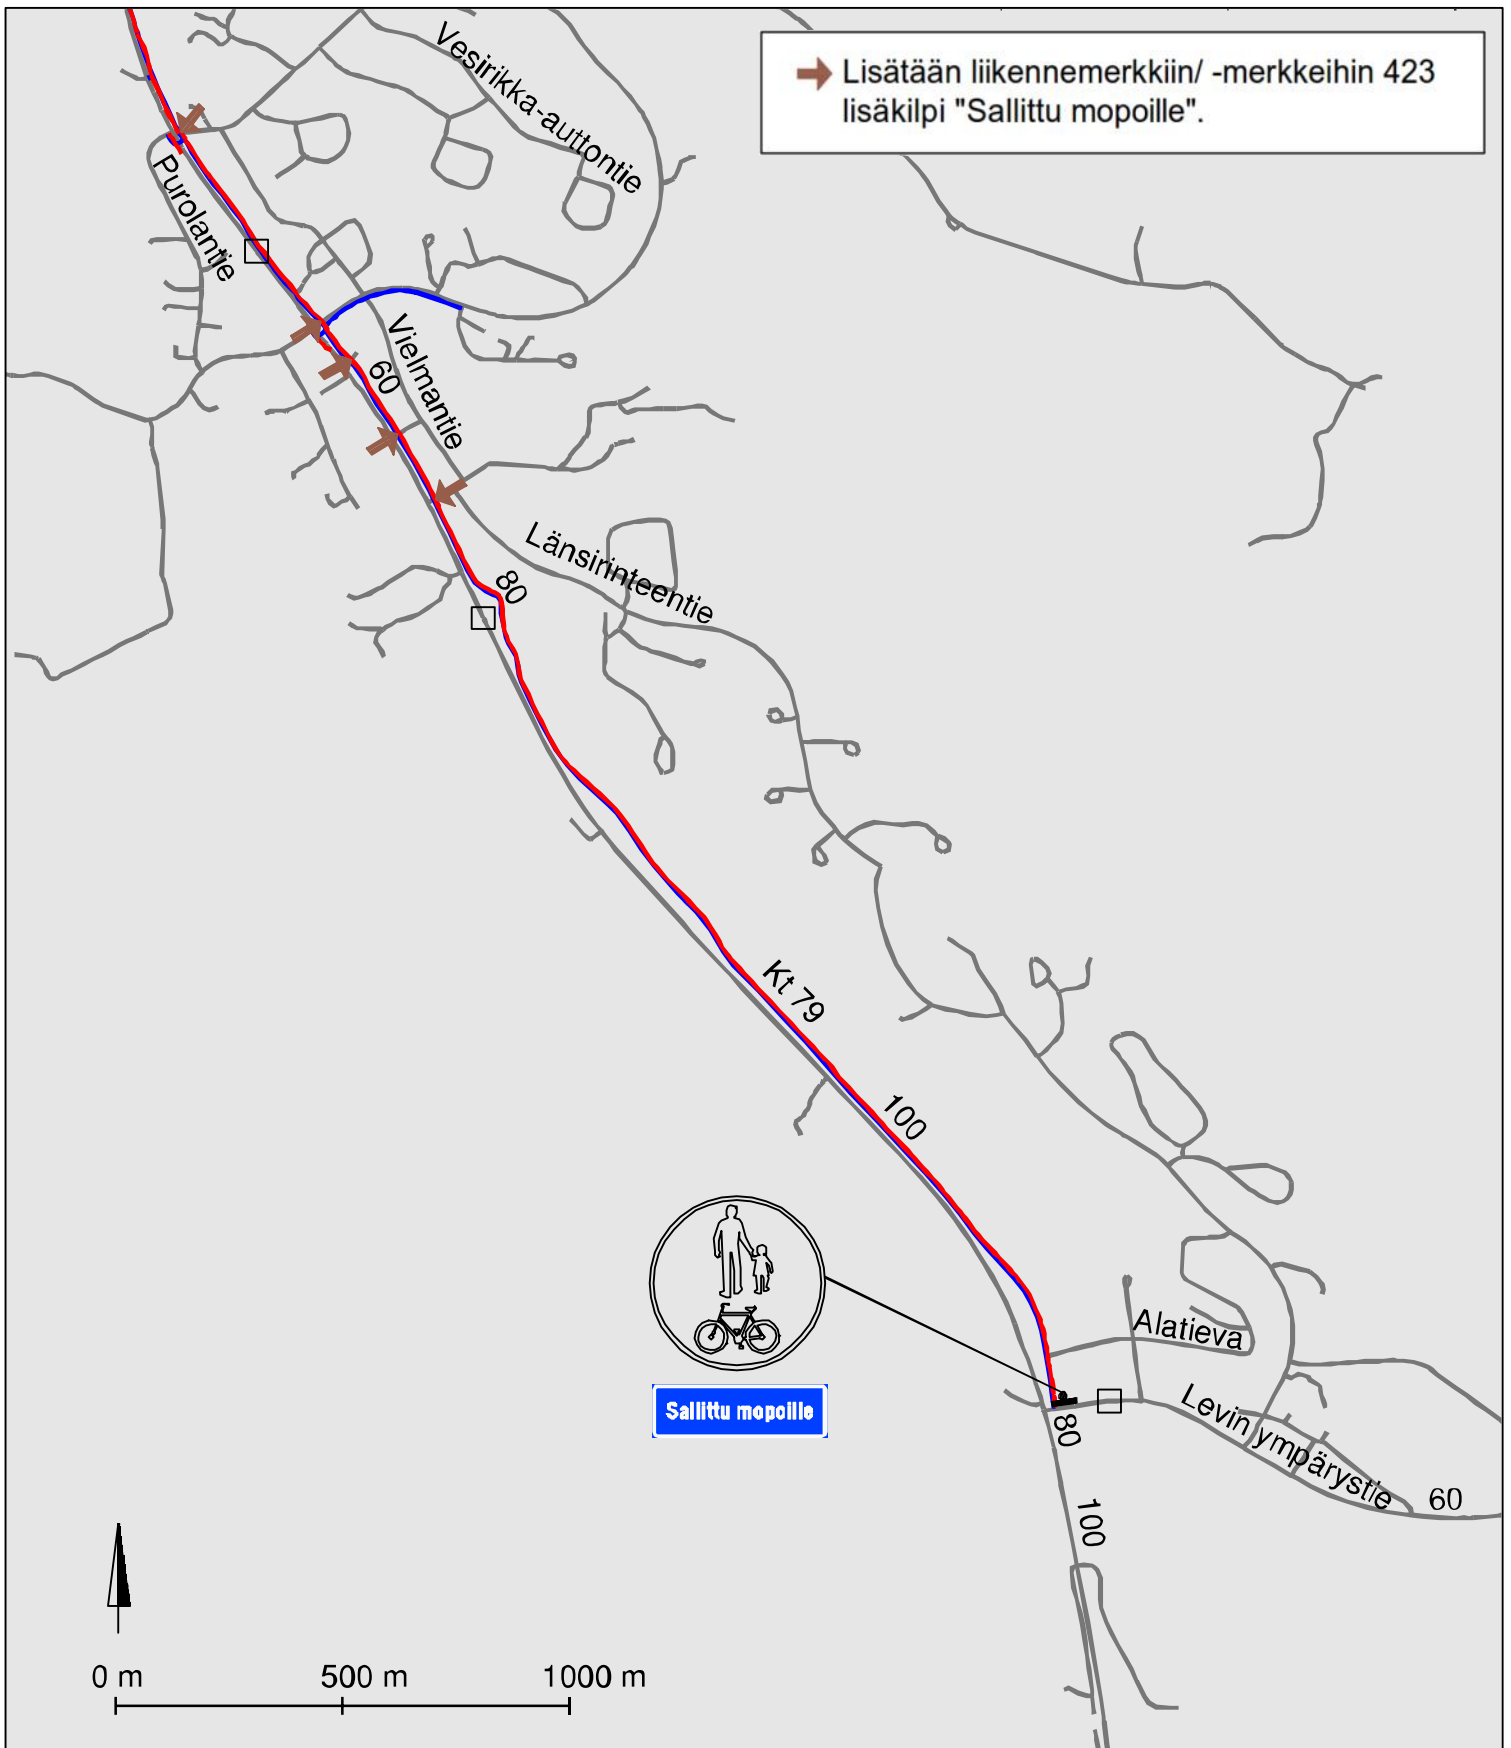 Lisätään liikennemerkkiin/ -merkkeihin 423
lisäkilpi "Sallittu mopoille".
Vesirikka-auttontie
Purolantie
Vielmantie
60
Länsirinteentie
80
Kt 79
100
Alatieva
Sallittu mopoille
Levin ympärystie
80
60
100
0 m
500 m
1000 m